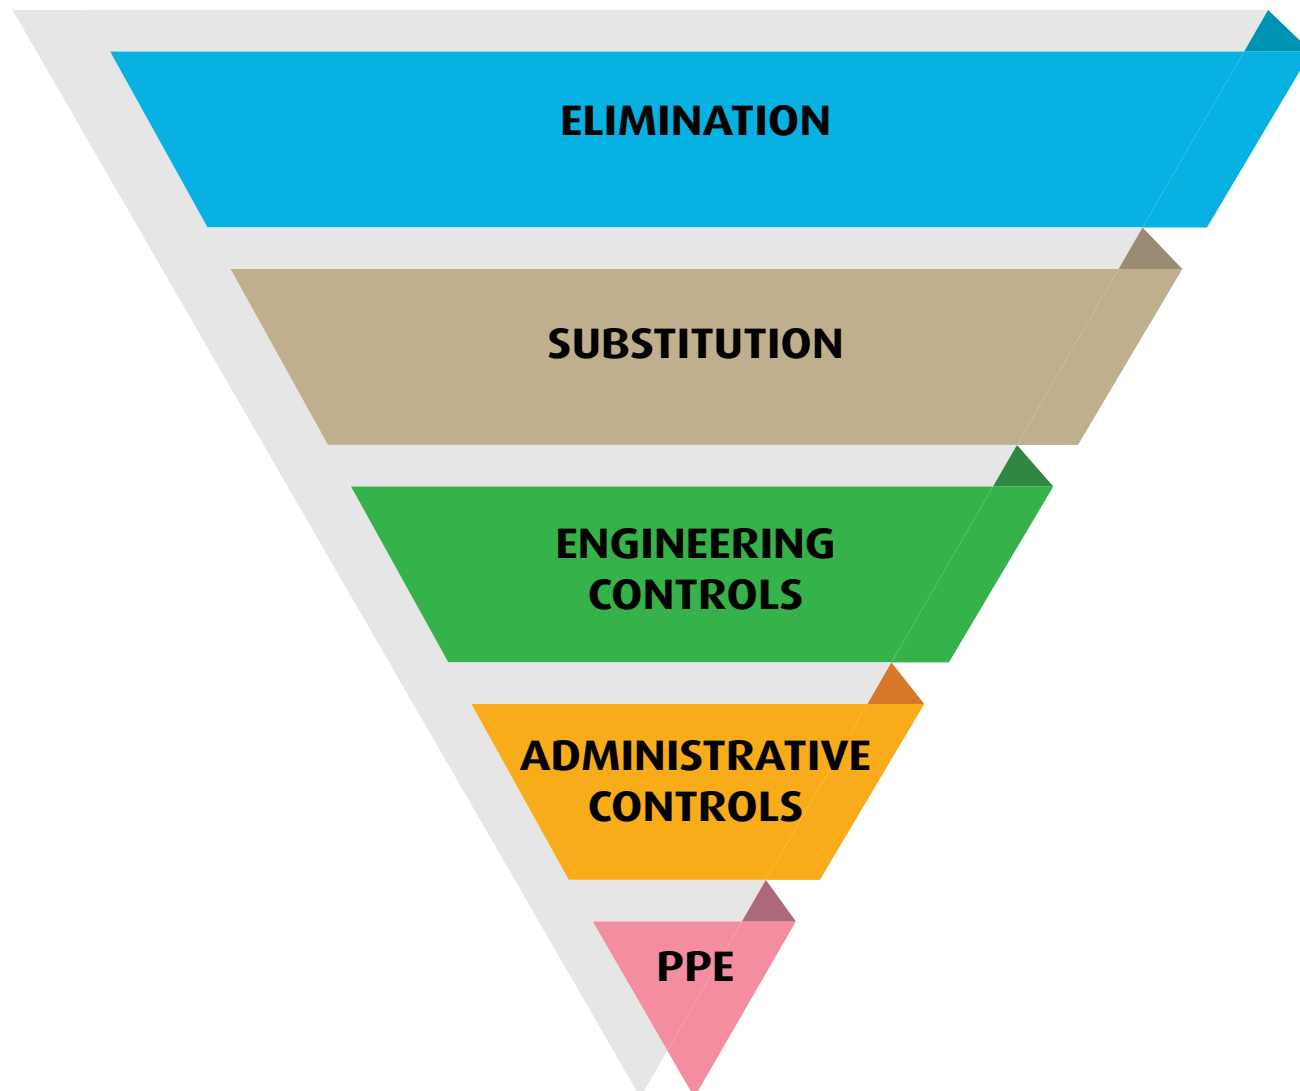 ELIMINATION
SUBSTITUTION
ENGINEERING
CONTROLS
ADMINISTRATIVE
CONTROLS
PPE